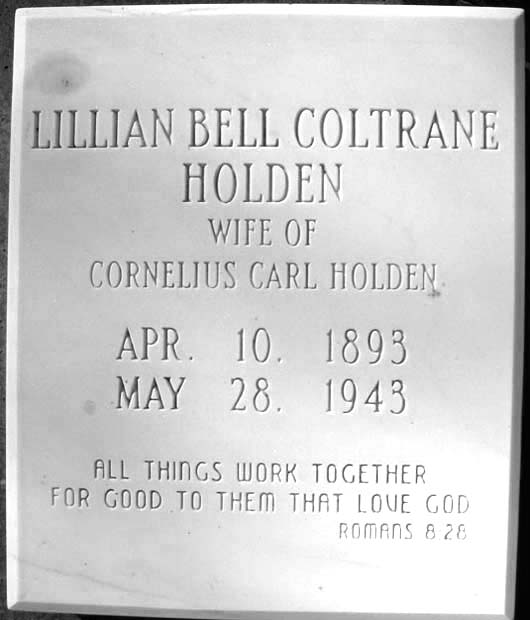 LILLIAN BELL COLTRANE
HOLDEN
WIFE OF
CORNELIUS CARL HOLDEN
APR. 10. 1893
MAY 28. 1943
ALL THINGS WORK TOGETHER
FOR GOOD TO THEM THAT LOVE GOD
ROMANS 8 28